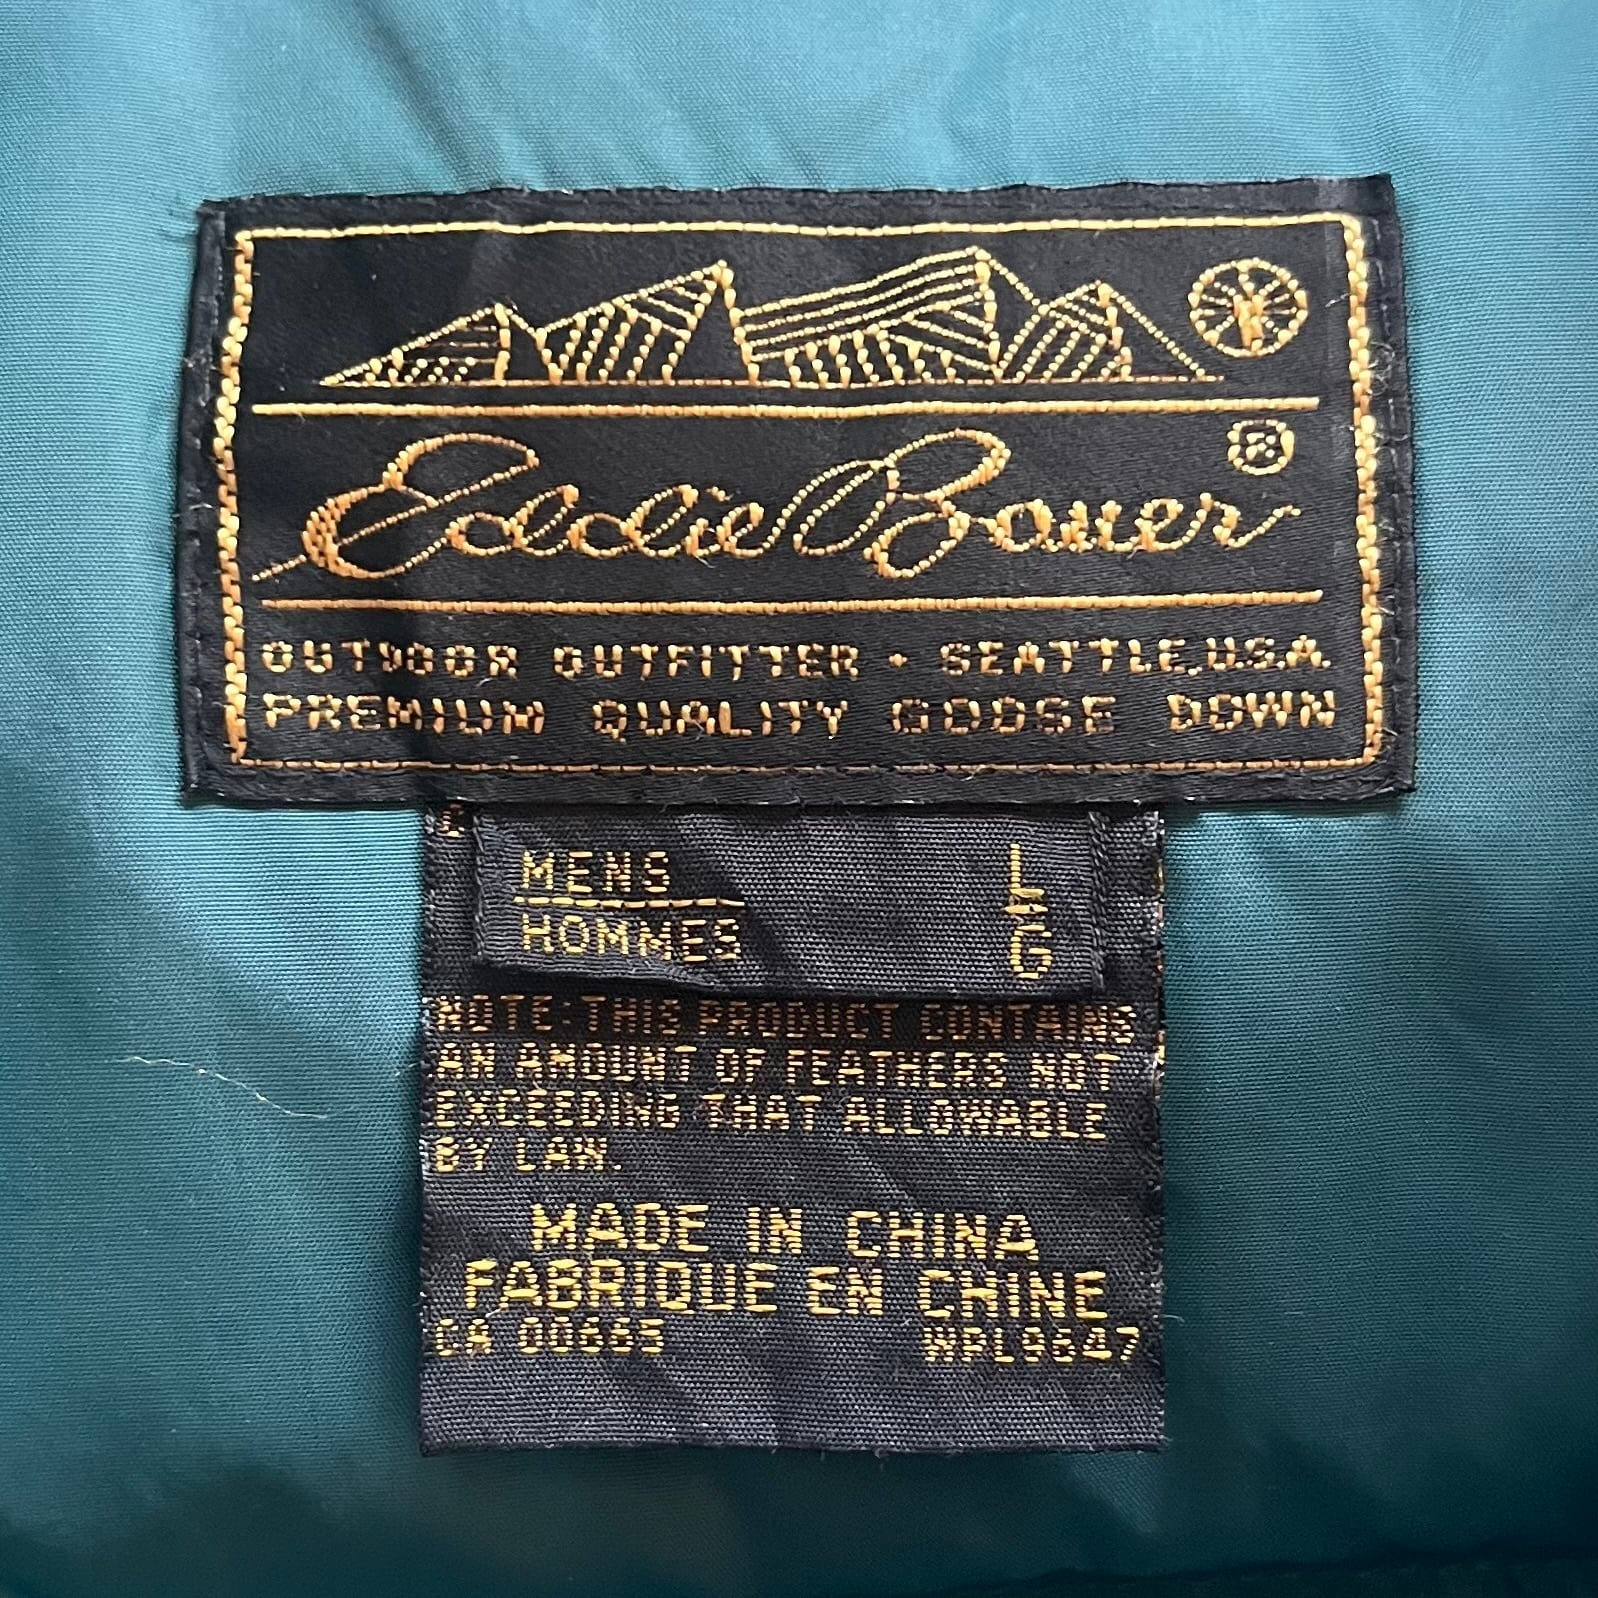 Eddie Bauer®
OUTDOOR OUTFITTER • SEATTLE, U.S.A.
PREMIUM QUALITY GOOSE DOWN
MENS L
HOMMES G
NOTE: THIS PRODUCT CONTAINS
AN AMOUNT OF FEATHERS NOT
EXCEEDING THAT ALLOWABLE
BY LAW.
MADE IN CHINA
FABRIQUE EN CHINE
CA 00665 WPL9647